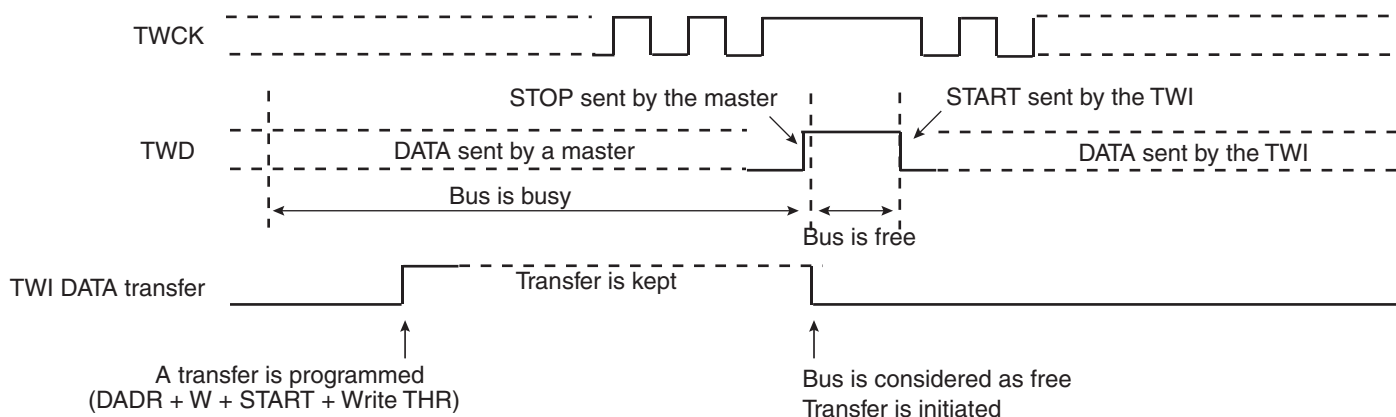 TWCK
STOP sent by the master
START sent by the TWI
TWD
DATA sent by a master
DATA sent by the TWI
Bus is busy
Bus is free
TWI DATA transfer
Transfer is kept
A transfer is programmed
(DADR + W + START + Write THR)
Bus is considered as free
Transfer is initiated